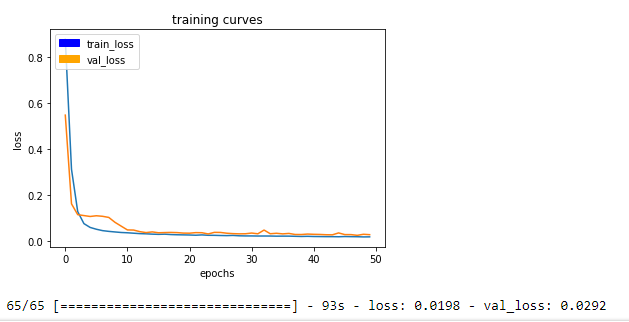 training curves
train_loss
val_loss
0.8
0.6
0.4
0.2
0.0
loss
0 10 20 30 40 50
epochs
65/65 [==============================] - 93s - loss: 0.0198 - val_loss: 0.0292